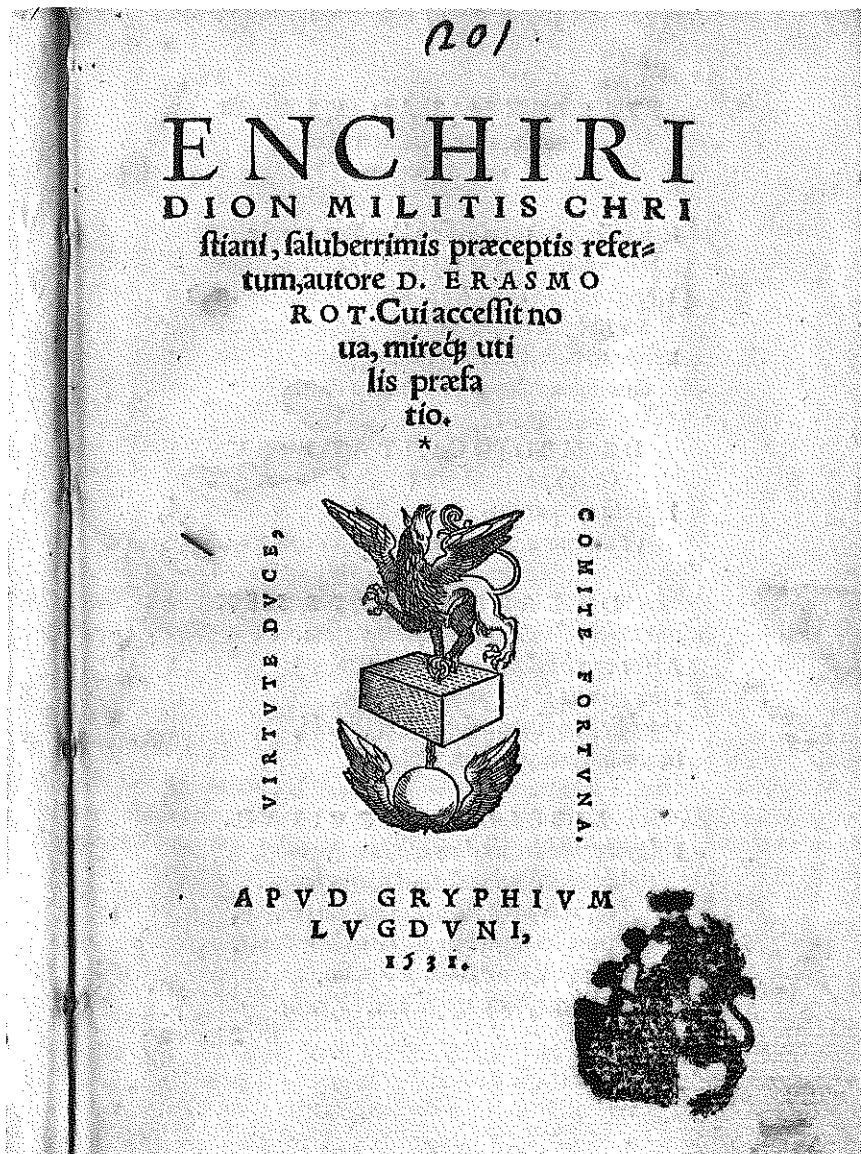 (201.
ENCHIRI
DION MILITIS CHRI
ſtiani, ſaluberrimis præceptis refer⸗
tum, autore D. ERASMO
ROT. Cui acceſſit no
ua, mireq́ꝫ uti
lis præfa
tio.
*
VIRTVTE DVCE,
COMITE FORTVNA.
APVD GRYPHIVM
LVGDVNI,
1531.